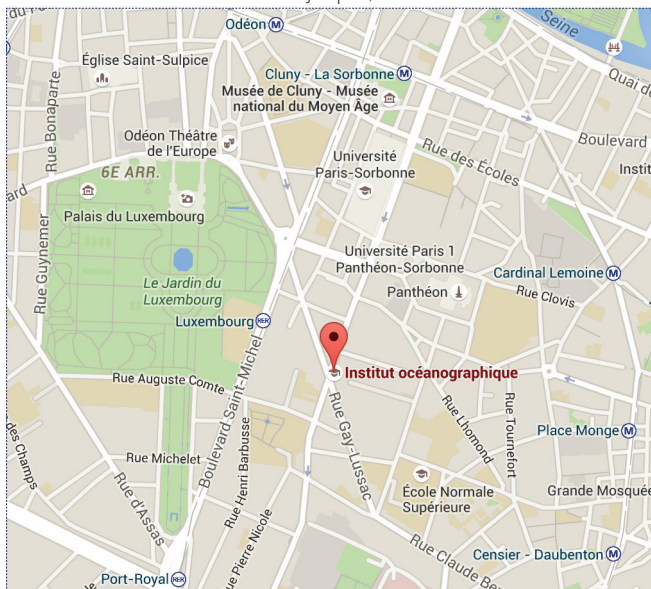 Odéon
M
Seine
Église Saint-Sulpice
Cluny - La Sorbonne
M
Quai de
Musée de Cluny - Musée
national du Moyen Âge
Rue Bonaparte
Boulevard
Odéon Théâtre
de l'Europe
Rue des Écoles
Université
Paris-Sorbonne
Instit
ard
6E ARR.
Palais du Luxembourg
Rue Guynemer
Université Paris 1
Panthéon-Sorbonne
Cardinal Lemoine
M
Le Jardin du
Luxembourg
Panthéon
Rue Clovis
Luxembourg
RER
Institut océanographique
Rue Auguste Comte
Boulevard Saint-Michel
Rue Gay-Lussac
Rue Lhomond
Rue Tournefort
Place Monge
M
des Champs
Rue Michelet
Rue Henri Barbusse
Rue d'Assas
École Normale
Supérieure
Grande Mosquée
Rue Pierre Nicole
Rue Claude Be
Censier - Daubenton
M
Port-Royal
RER